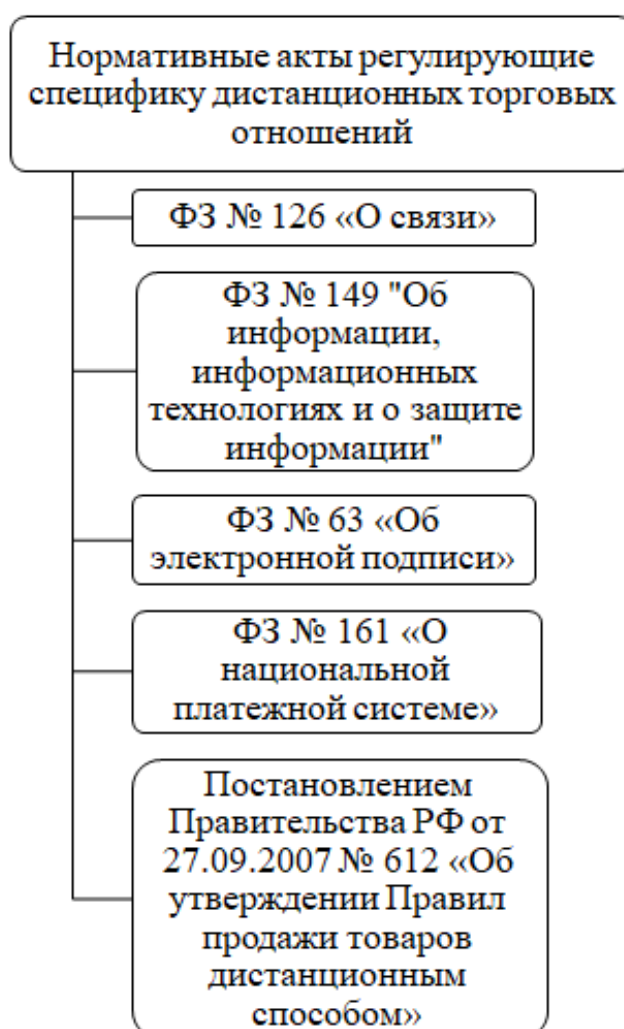 Нормативные акты регулирующие
специфику дистанционных торговых
отношений
ФЗ № 126 «О связи»
ФЗ № 149 "Об
информации,
информационных
технологиях и о защите
информации"
ФЗ № 63 «Об
электронной подписи»
ФЗ № 161 «О
национальной
платежной системе»
Постановлением
Правительства РФ от
27.09.2007 № 612 «Об
утверждении Правил
продажи товаров
дистанционным
способом»